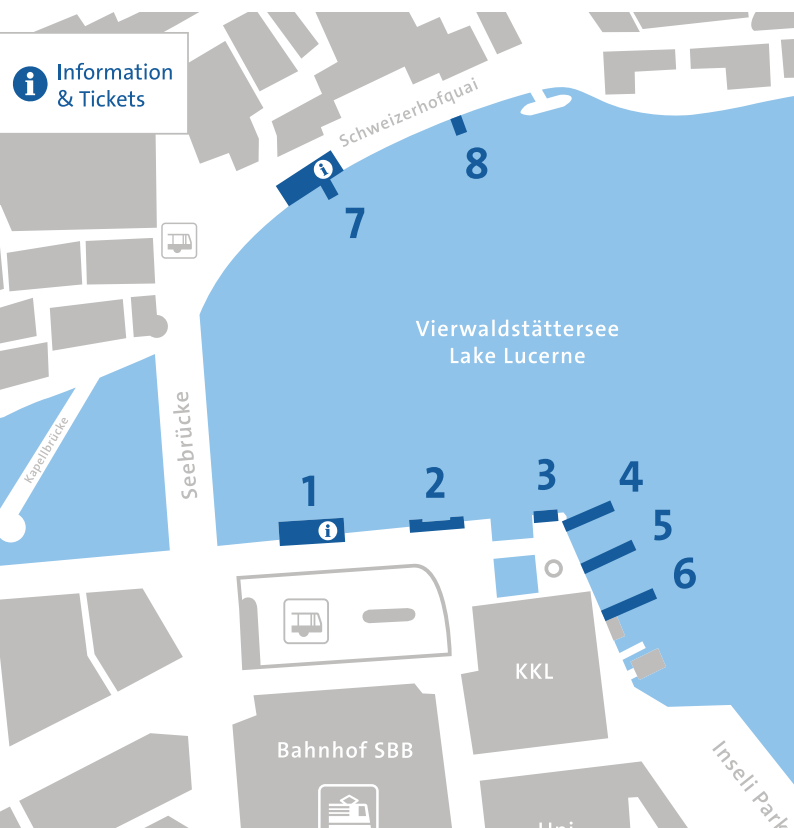 i Information
& Tickets
Schweizerhofquai
i
8
7
Vierwaldstättersee
Lake Lucerne
Seebrücke
Kapellbrücke
1
i
2
3
4
5
6
KKL
Bahnhof SBB
Inseli Park
Uni